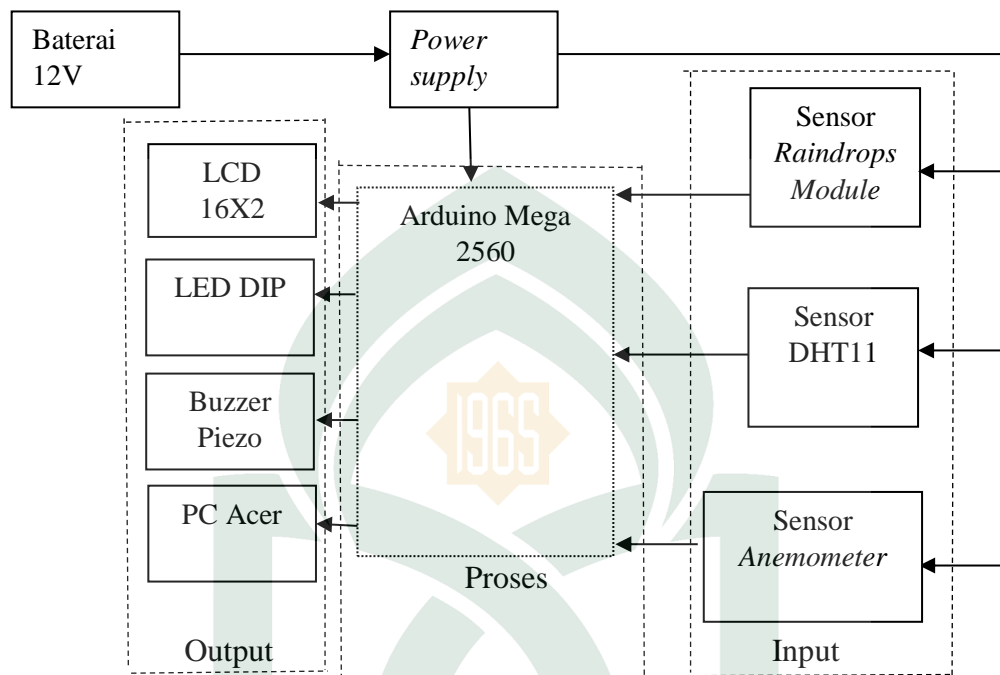 Baterai
12V
Power
supply
LCD
16X2
LED DIP
Buzzer
Piezo
PC Acer
Output
Arduino Mega
2560
1965
Proses
Sensor
Raindrops
Module
Sensor
DHT11
Sensor
Anemometer
Input